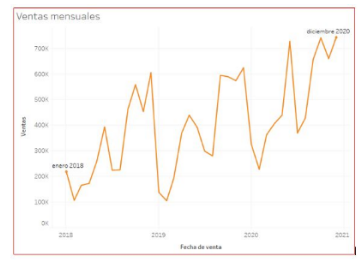 Ventas mensuales
diciembre 2020
700K
600K
500K
400K
300K
200K
100K
0K
Ventas
enero 2018
2018
2019
2020
2021
Fecha de venta